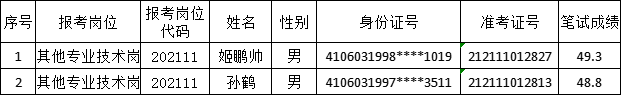 序号 报考岗位 报考岗位代码 姓名 性别 身份证号 准考证号 笔试成绩
1 其他专业技术岗 202111 姬鹏帅 男 4106031998****1019 212111012827 49.3
2 其他专业技术岗 202111 孙鹤 男 4106031997****3511 212111012813 48.8